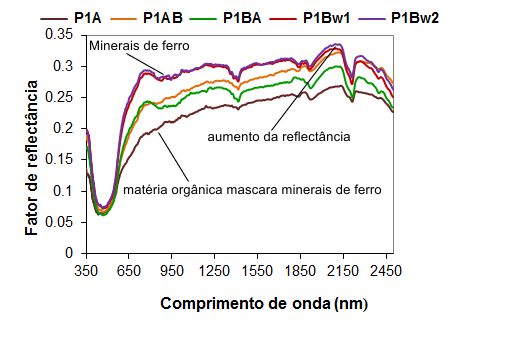 P1A P1AB P1BA P1Bw1 P1Bw2
0.35
Minerais de ferro
0.3
0.25
0.2
aumento da reflectância
0.15
matéria orgânica mascara minerais de ferro
0.1
0.05
0
Fator de reflectância
350 650 950 1250 1550 1850 2150 2450
Comprimento de onda (nm)